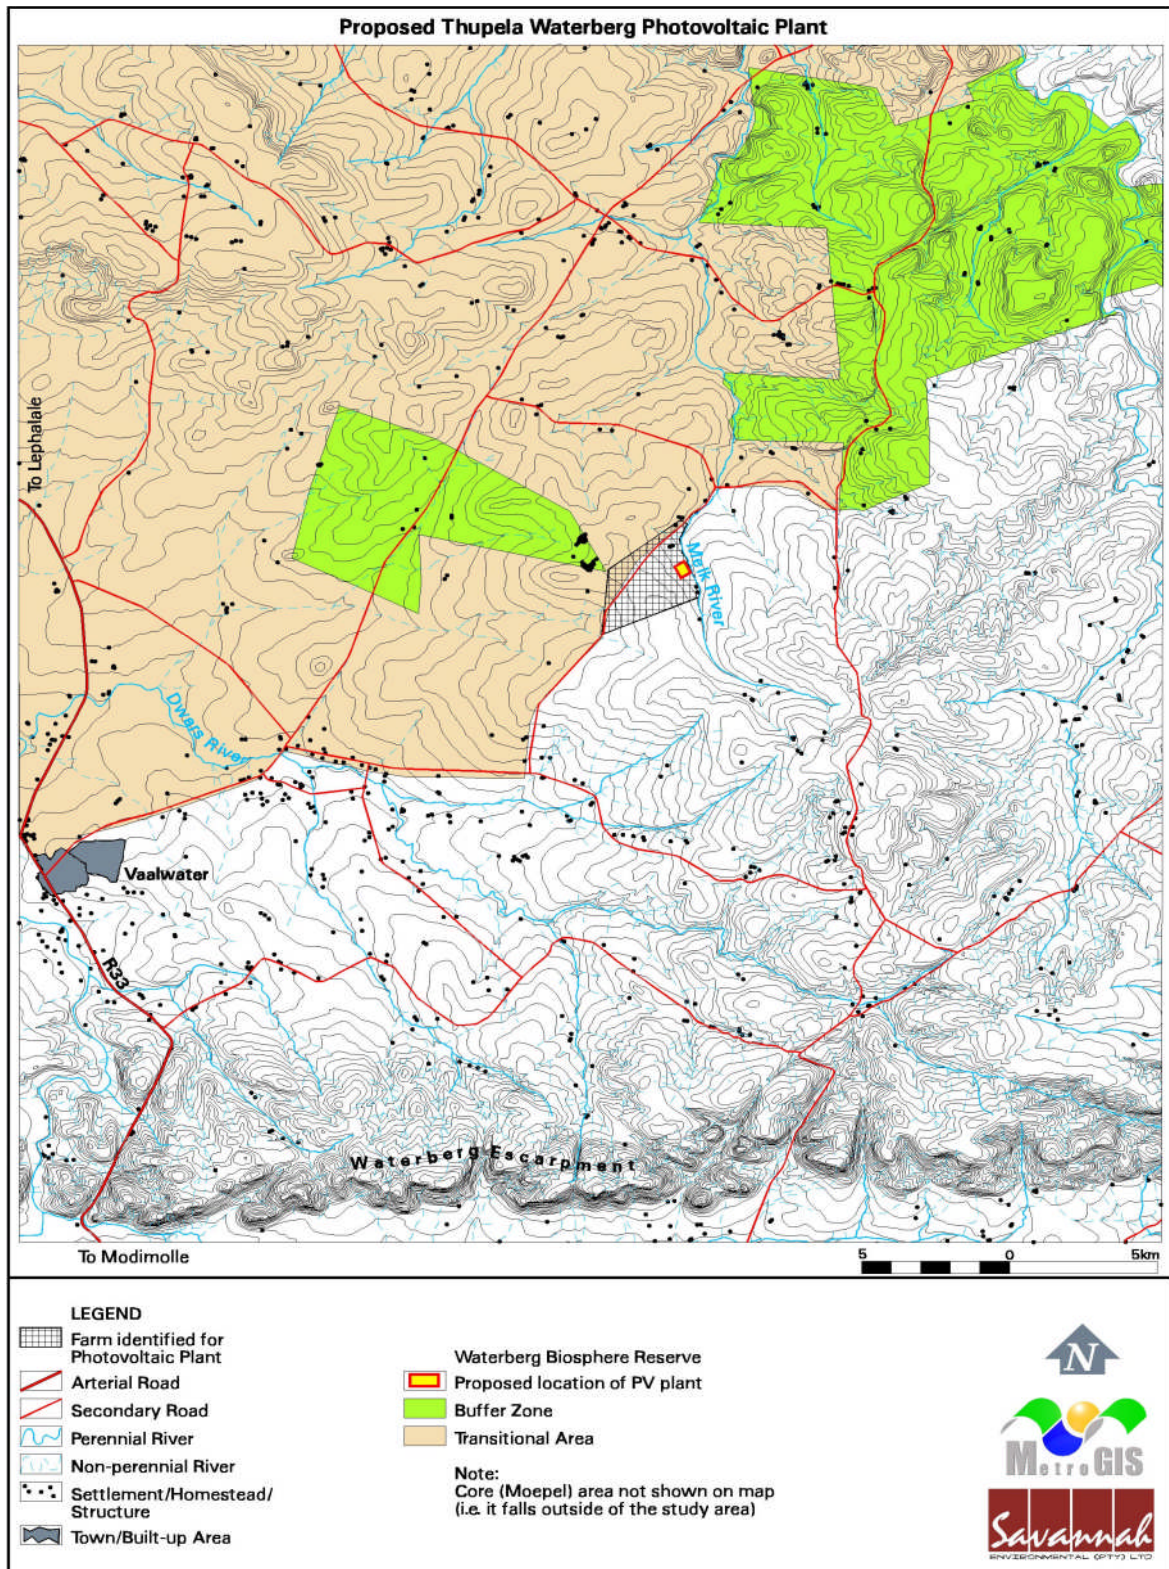 Proposed Thupela Waterberg Photovoltaic Plant
To Lephalale
Melk River
Dwars River
Vaalwater
R33
Waterberg Escarpment
To Modimolle
5 0 5km
LEGEND
Farm identified for
Photovoltaic Plant
Arterial Road
Secondary Road
Perennial River
Non-perennial River
Settlement/Homestead/
Structure
Town/Built-up Area
Waterberg Biosphere Reserve
Proposed location of PV plant
Buffer Zone
Transitional Area
Note:
Core (Moepel) area not shown on map
(i.e. it falls outside of the study area)
N
MetroGIS
Savannah
ENVIRONMENTAL (PTY) LTD